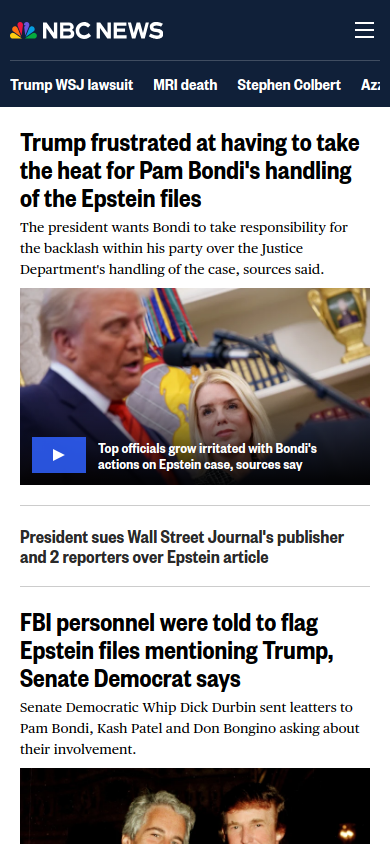 NBC NEWS
Trump WSJ lawsuit MRI death Stephen Colbert Az
Trump frustrated at having to take
the heat for Pam Bondi's handling
of the Epstein files
The president wants Bondi to take responsibility for
the backlash within his party over the Justice
Department's handling of the case, sources said.
Top officials grow irritated with Bondi's
actions on Epstein case, sources say
President sues Wall Street Journal's publisher
and 2 reporters over Epstein article
FBI personnel were told to flag
Epstein files mentioning Trump,
Senate Democrat says
Senate Democratic Whip Dick Durbin sent leatters to
Pam Bondi, Kash Patel and Don Bongino asking about
their involvement.